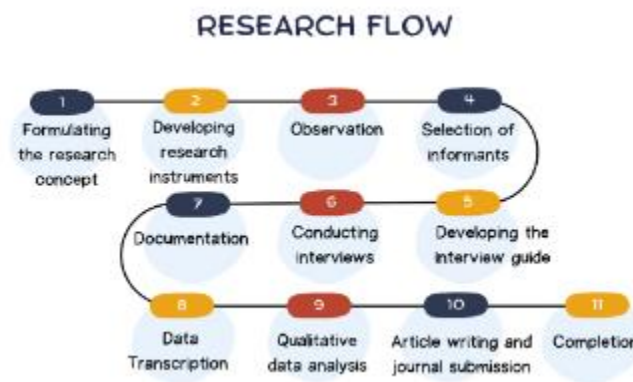 RESEARCH FLOW
1
Formulating
the research
concept
2
Developing
research
instruments
3
Observation
4
Selection of
informants
5
Developing the
interview guide
6
Conducting
interviews
7
Documentation
8
Data
Transcription
9
Qualitative
data analysis
10
Article writing and
journal submission
11
Completion